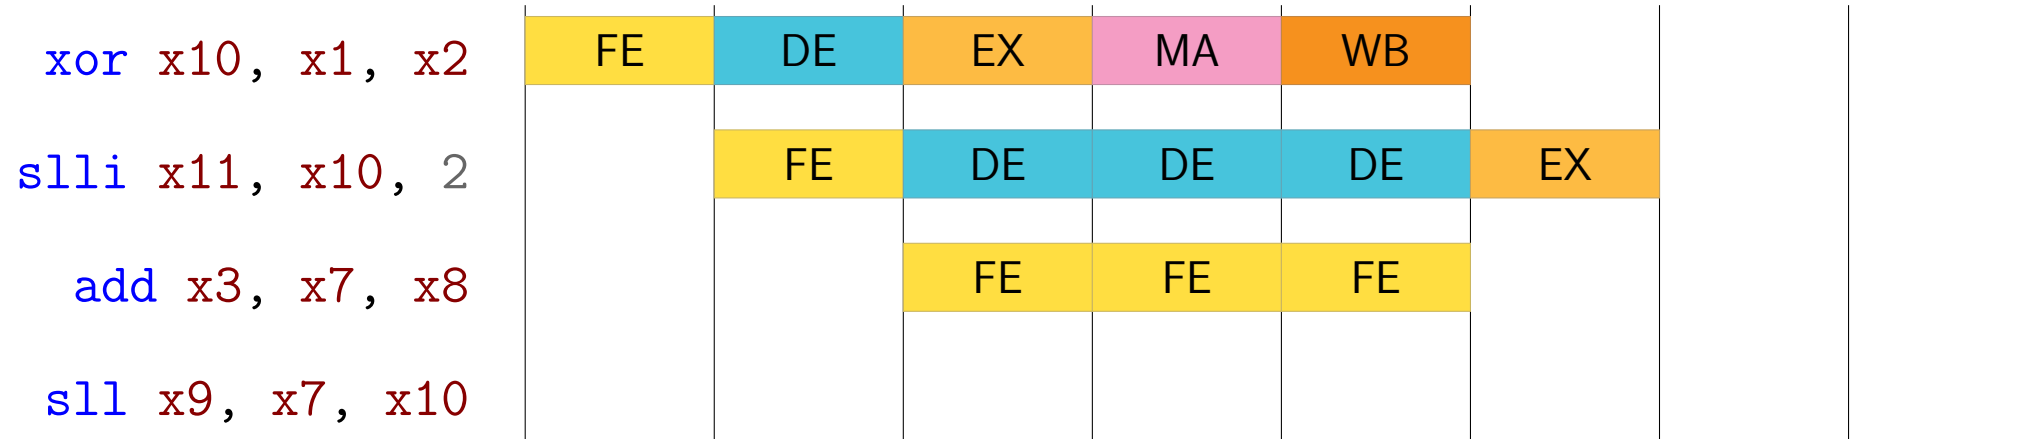 xor x10, x1, x2 FE DE EX MA WB
slli x11, x10, 2 FE DE DE DE EX
add x3, x7, x8 FE FE FE
sll x9, x7, x10